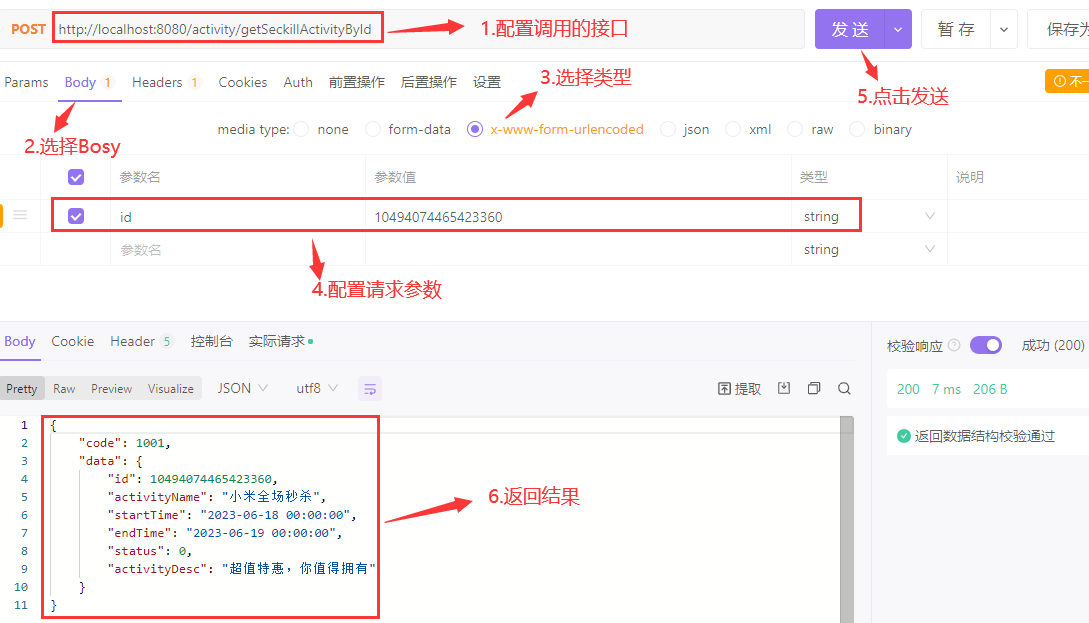 POST http://localhost:8080/activity/getSeckillActivityById 1.配置调用的接口 发 送 暂 存 保存为
Params Body 1 Headers 1 Cookies Auth 前置操作 后置操作 设置 3.选择类型 不一
5.点击发送
media type: none form-data x-www-form-urlencoded json xml raw binary
2.选择Bosy
参数名 参数值 类型 说明
id 10494074465423360 string
参数名 string
4.配置请求参数
Body Cookie Header 5 控制台 实际请求 校验响应 成功 (200)
Pretty Raw Preview Visualize JSON utf8 提取 200 7 ms 206 B
1 {
2 "code": 1001,
3 "data": {
4 "id": 10494074465423360,
5 "activityName": "小米全场秒杀",
6 "startTime": "2023-06-18 00:00:00",
7 "endTime": "2023-06-19 00:00:00",
8 "status": 0,
9 "activityDesc": "超值特惠，你值得拥有"
10 }
11 }
6.返回结果
返回数据结构校验通过